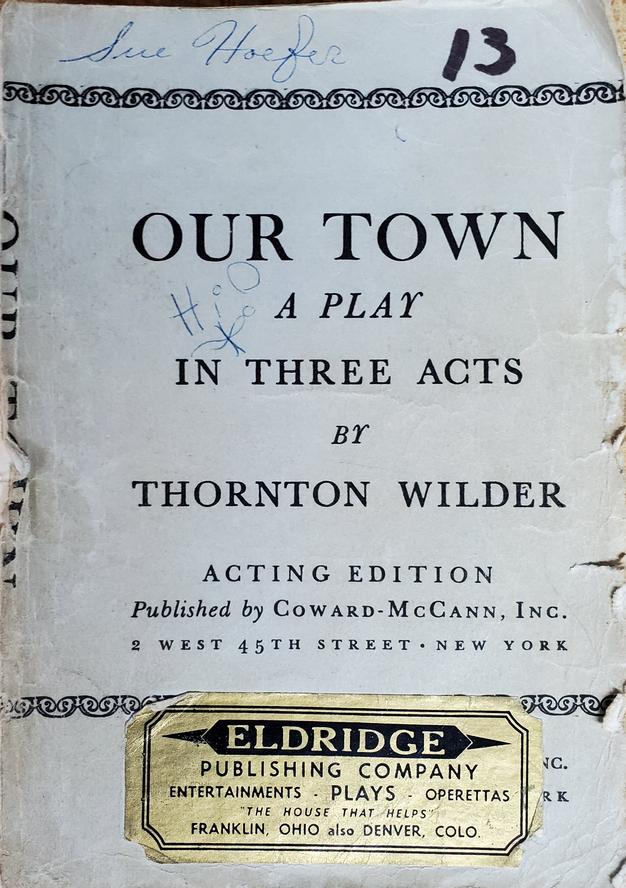 Sue Hoefer 13
OUR TOWN
Hi
A PLAY
IN THREE ACTS
BY
THORNTON WILDER
ACTING EDITION
Published by COWARD-MCCANN, INC.
2 WEST 45TH STREET • NEW YORK
NC.
RK
ELDRIDGE
PUBLISHING COMPANY
ENTERTAINMENTS - PLAYS - OPERETTAS
"THE HOUSE THAT HELPS"
FRANKLIN, OHIO also DENVER, COLO.
OUR TOWN